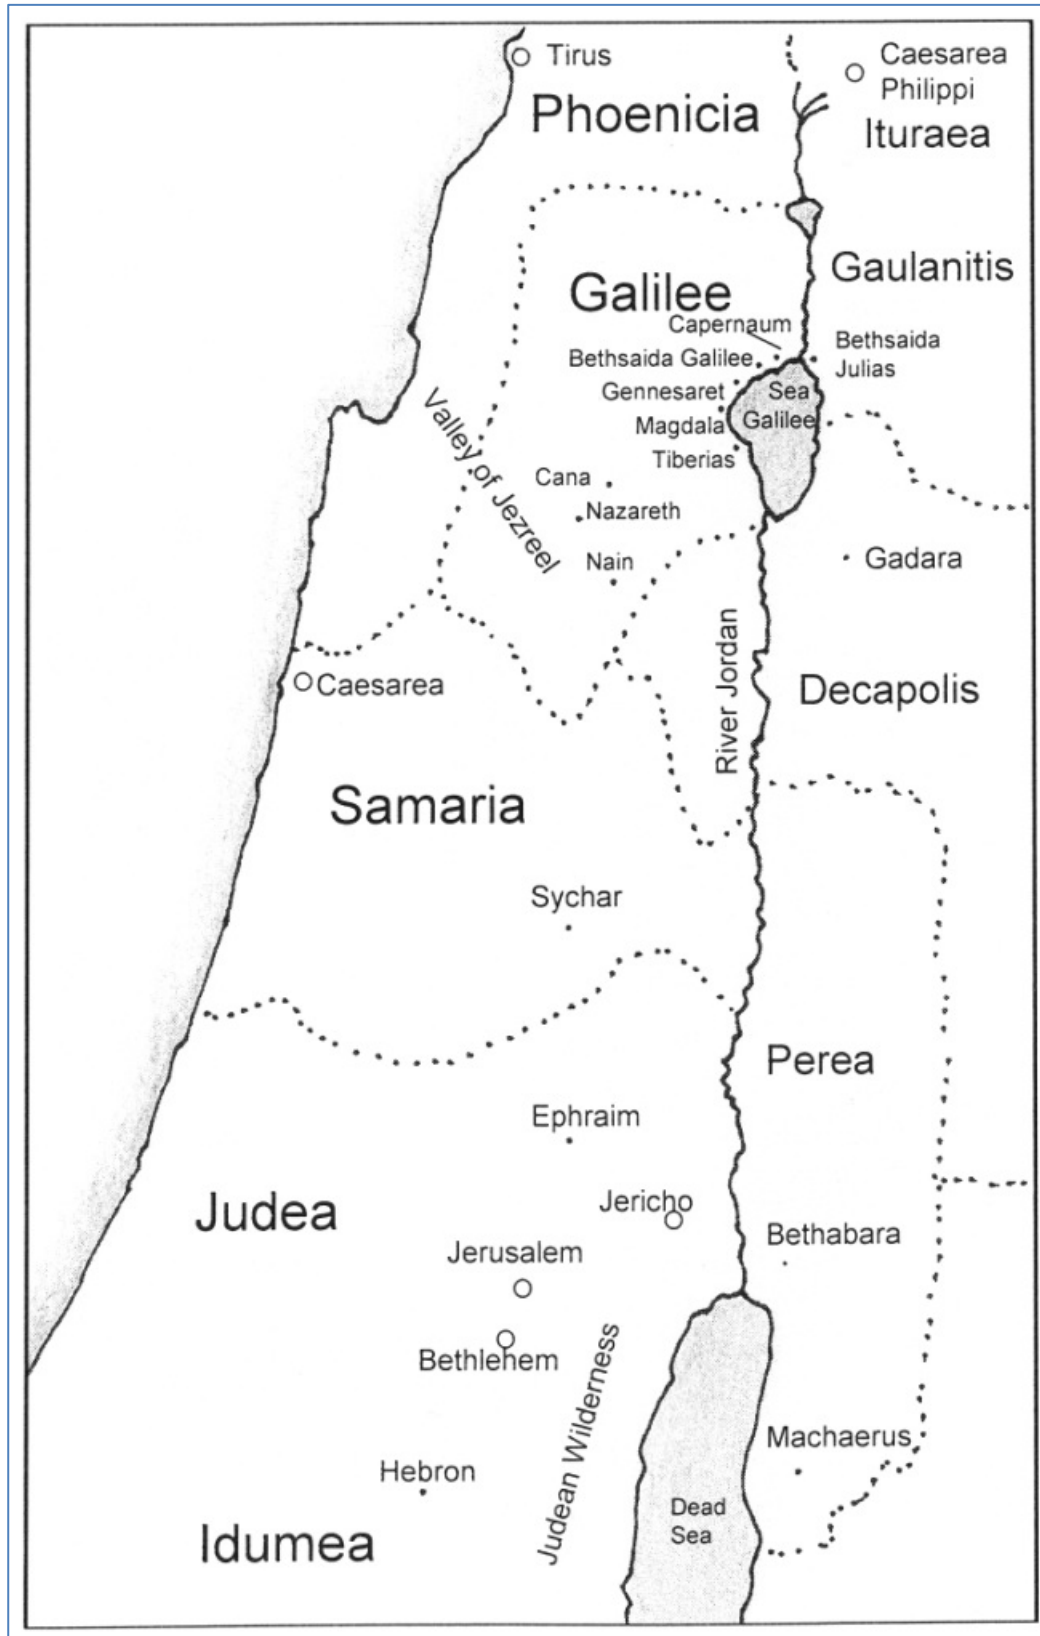 Tirus
Caesarea
Philippi
Phoenicia
Ituraea
Gaulanitis
Galilee
Capernaum
Bethsaida
Julias
Bethsaida Galilee
Gennesaret
Sea
Galilee
Magdala
Tiberias
Valley of Jezreel
Cana
Nazareth
Nain
Gadara
River Jordan
Caesarea
Decapolis
Samaria
Sychar
Perea
Ephraim
Jericho
Judea
Bethabara
Jerusalem
Bethlehem
Judean Wilderness
Machaerus
Hebron
Dead
Sea
Idumea